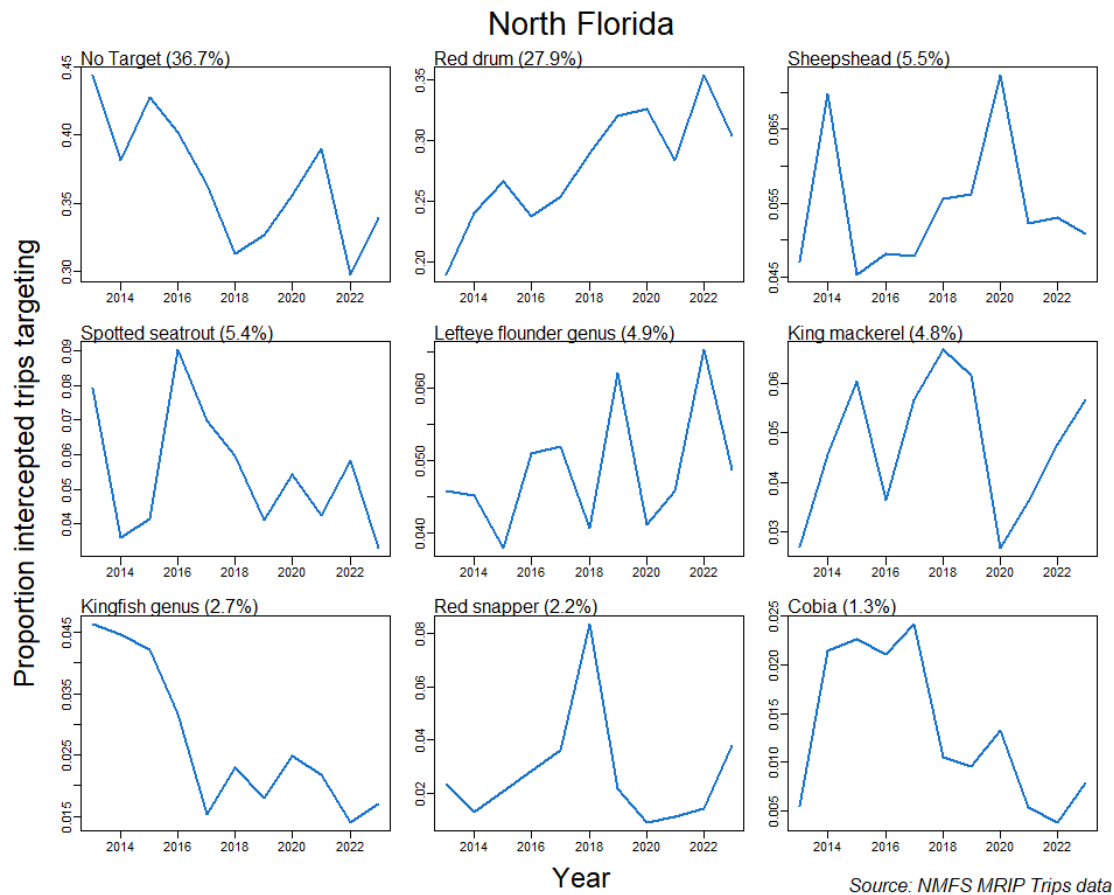 North Florida
No Target (36.7%)
Red drum (27.9%)
Sheepshead (5.5%)
0.45
0.40
0.35
0.30
0.35
0.30
0.25
0.20
0.065
0.055
0.045
2014 2016 2018 2020 2022
2014 2016 2018 2020 2022
2014 2016 2018 2020 2022
Proportion intercepted trips targeting
Spotted seatrout (5.4%)
Lefteye flounder genus (4.9%)
King mackerel (4.8%)
0.09
0.08
0.07
0.06
0.05
0.04
0.060
0.050
0.040
0.06
0.05
0.04
0.03
2014 2016 2018 2020 2022
2014 2016 2018 2020 2022
2014 2016 2018 2020 2022
Kingfish genus (2.7%)
Red snapper (2.2%)
Cobia (1.3%)
0.045
0.035
0.025
0.015
0.08
0.06
0.04
0.02
0.025
0.020
0.015
0.010
0.005
2014 2016 2018 2020 2022
2014 2016 2018 2020 2022
2014 2016 2018 2020 2022
Year
Source: NMFS MRIP Trips data